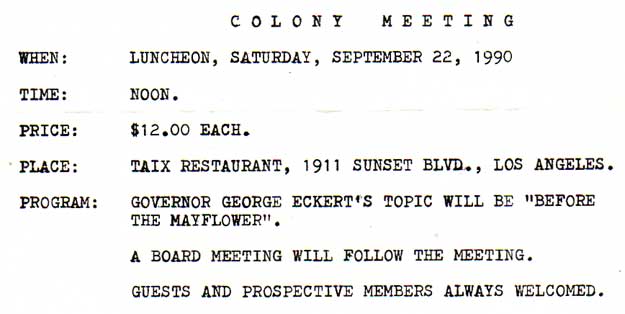 COLONY MEETING
WHEN: LUNCHEON, SATURDAY, SEPTEMBER 22, 1990
TIME: NOON.
PRICE: $12.00 EACH.
PLACE: TAIX RESTAURANT, 1911 SUNSET BLVD., LOS ANGELES.
PROGRAM: GOVERNOR GEORGE ECKERT'S TOPIC WILL BE "BEFORE
THE MAYFLOWER".
A BOARD MEETING WILL FOLLOW THE MEETING.
GUESTS AND PROSPECTIVE MEMBERS ALWAYS WELCOMED.